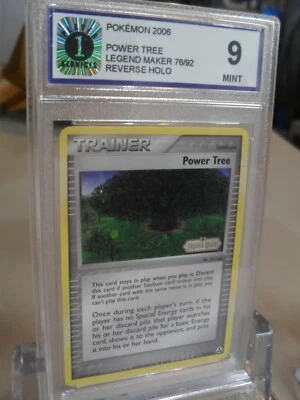 1
POKÉMON 2006
POWER TREE
LEGEND MAKER 76/92
REVERSE HOLO
9
MINT
TRAINER
Power Tree
This card stays in play when you play it. Discard
this card if another Stadium card comes into play.
If another card with the same name is in play, you
can't play this card.
Once during each player's turn, if the
player has no Special Energy cards in his
or her discard pile, that player searches
his or her discard pile for a basic Energy
card, shows it to the opponent, and puts
it into his or her hand.